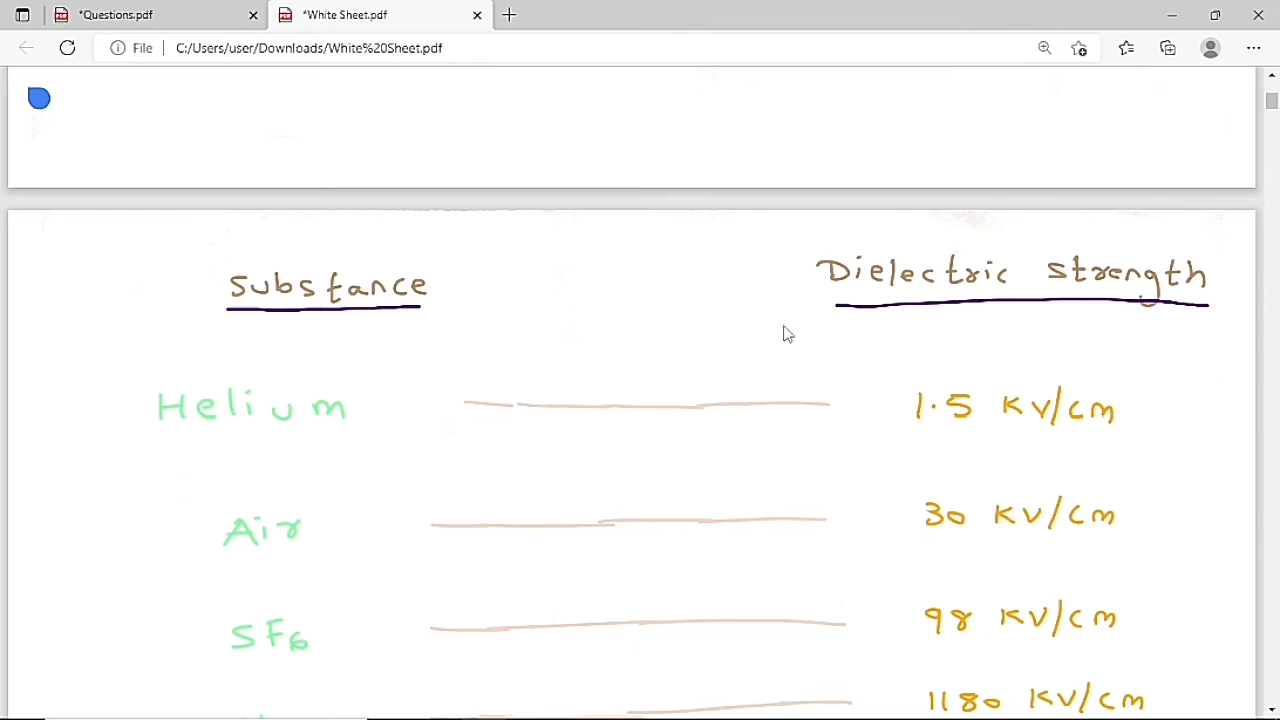 *Questions.pdf
*White Sheet.pdf
File C:/Users/user/Downloads/White%20Sheet.pdf
Substance Dielectric strength
Helium 1.5 KV/cm
Air 30 KV/cm
SF6 98 KV/cm
1180 KV/cm